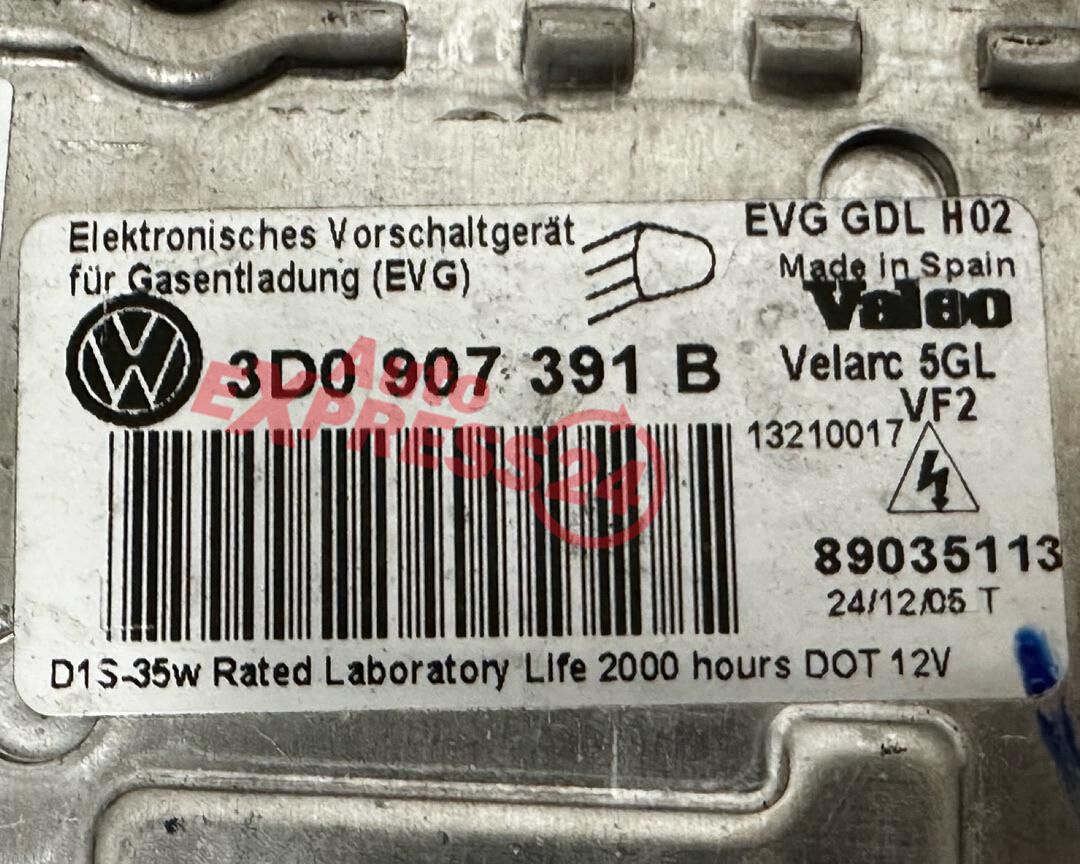 Elektronisches Vorschaltgerät
für Gasentladung (EVG)
EVG GDL H02
Made in Spain
Valeo
3D0 907 391 B
Velarc 5GL
VF2
13210017
AUTO
EXPRESS24
89035113
24/12/05 T
D1S-35w Rated Laboratory Life 2000 hours DOT 12V